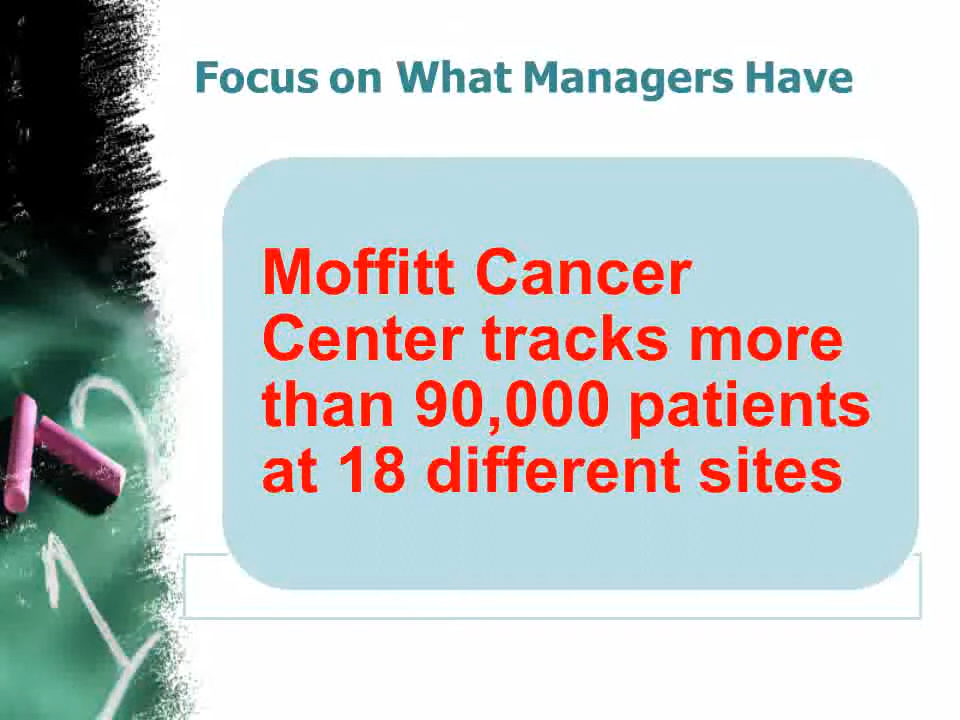 Focus on What Managers Have
Moffitt Cancer
Center tracks more
than 90,000 patients
at 18 different sites